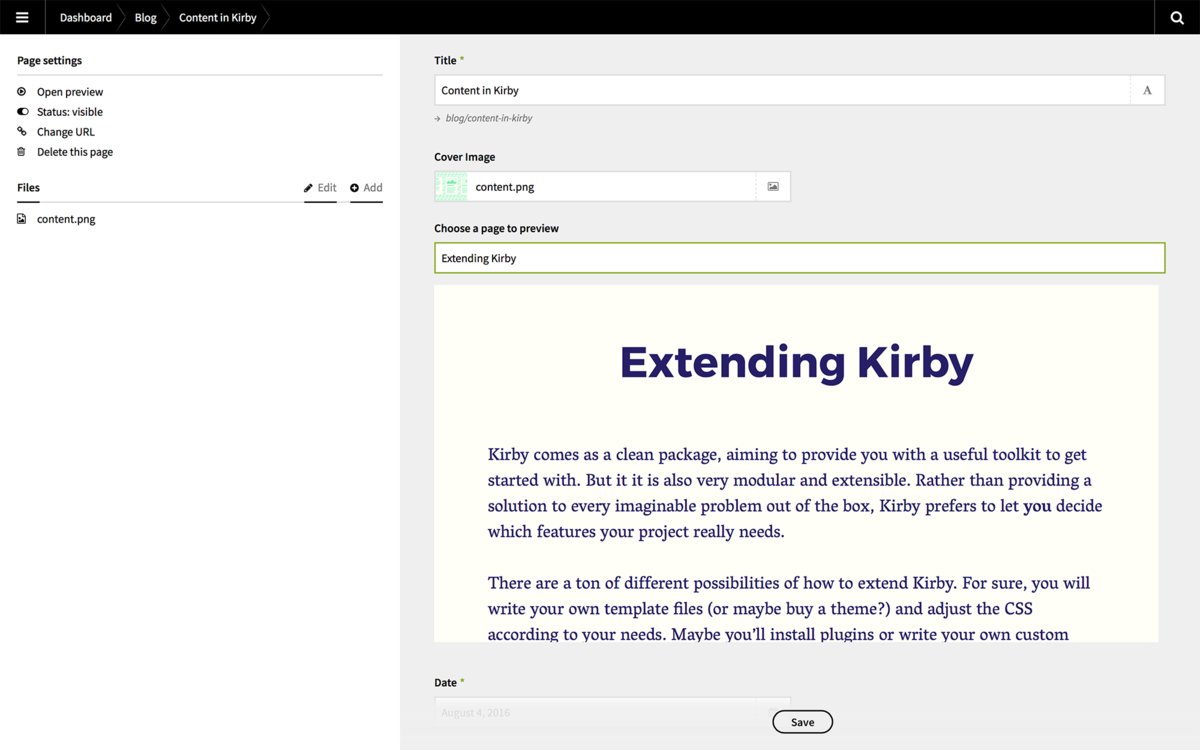 Dashboard Blog Content in Kirby
Page settings
Open preview
Status: visible
Change URL
Delete this page
Files Edit Add
content.png
Title *
Content in Kirby A
→ blog/content-in-kirby
Cover Image
content.png
Choose a page to preview
Extending Kirby
Extending Kirby
Kirby comes as a clean package, aiming to provide you with a useful toolkit to get
started with. But it it is also very modular and extensible. Rather than providing a
solution to every imaginable problem out of the box, Kirby prefers to let you decide
which features your project really needs.
There are a ton of different possibilities of how to extend Kirby. For sure, you will
write your own template files (or maybe buy a theme?) and adjust the CSS
according to your needs. Maybe you’ll install plugins or write your own custom
Date *
August 4, 2016
Save